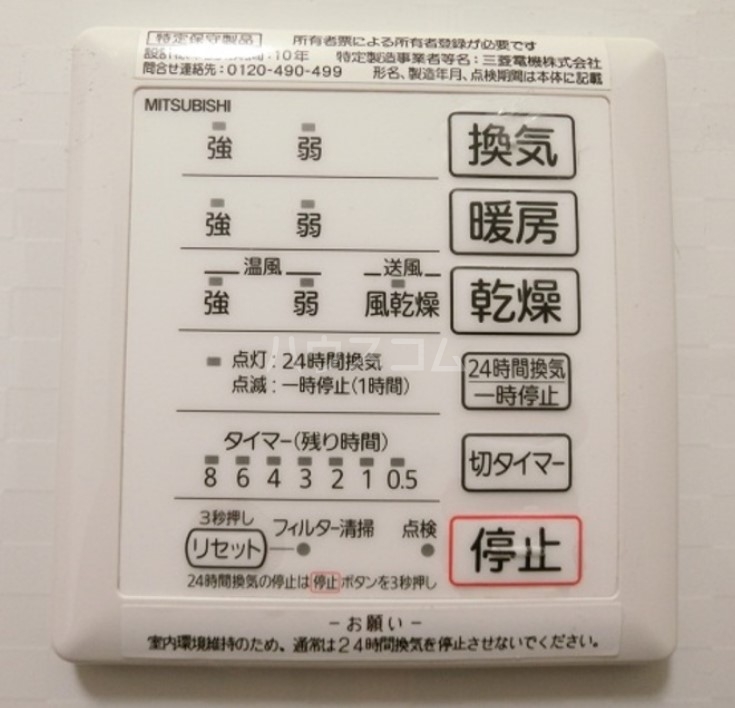 特定保守製品 所有者票による所有者登録が必要です
:10年 特定製造事業者等名:三菱電機株式会社
問合せ連絡先:0120-490-499 形名、製造年月、点検期間は本体に記載
MITSUBISHI
強 弱 換気
強 弱 暖房
温風 送風
強 弱 風乾燥 乾燥
ハウスコム
点灯:24時間換気
点滅:一時停止(1時間)
24時間換気
一時停止
タイマー(残り時間)
8 6 4 3 2 1 0.5
切タイマー
3秒押し
リセット フィルター清掃 点検
停止
24時間換気の停止は停止ボタンを3秒押し
-お願い-
室内環境維持のため、通常は24時間換気を停止させないでください。